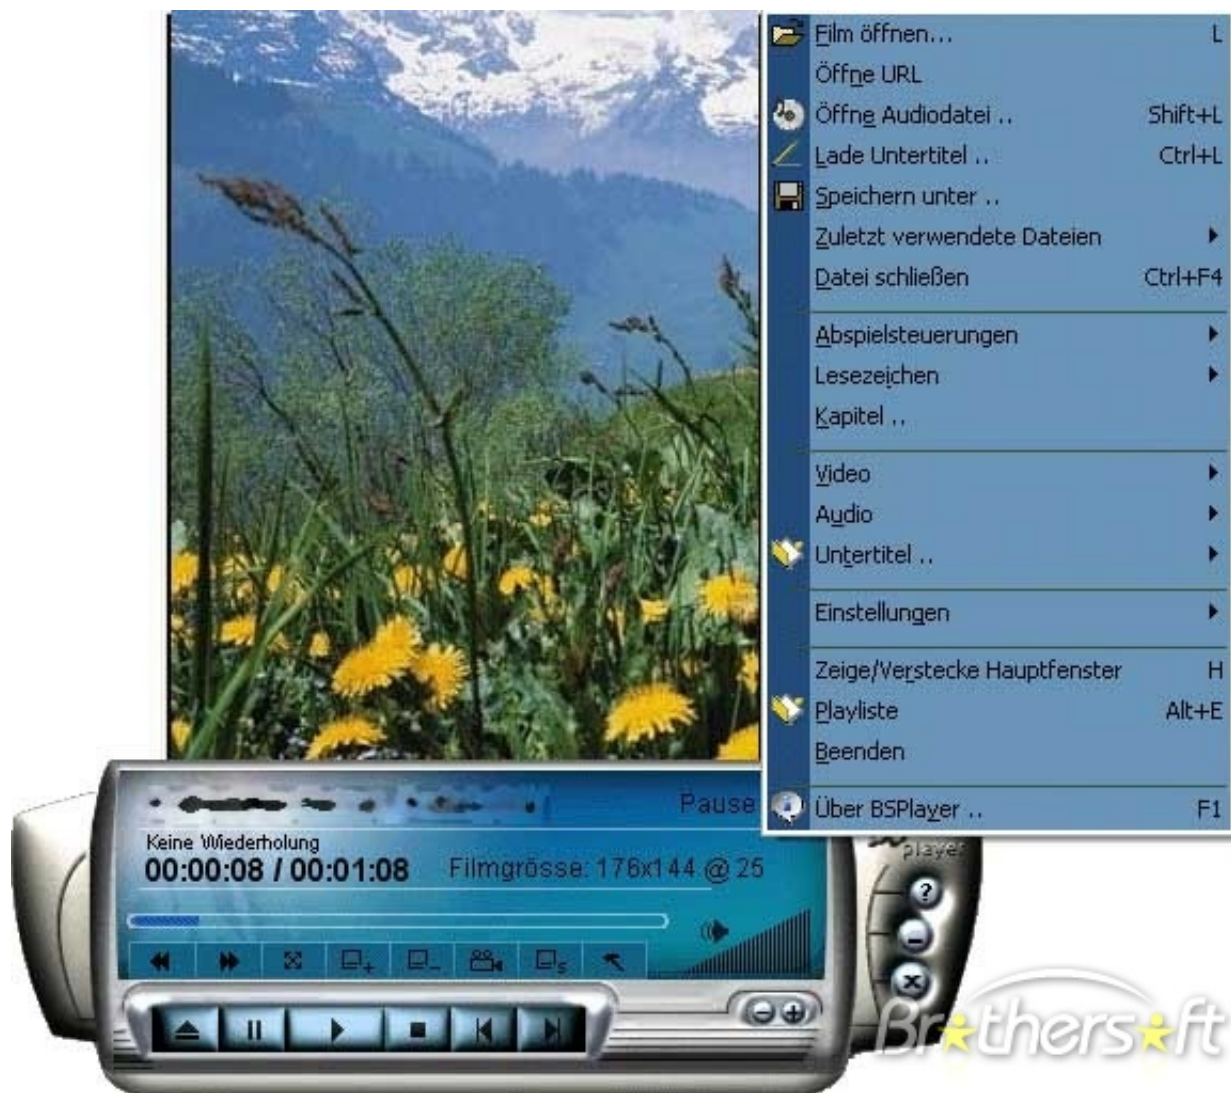 Film öffnen... L
Öffne URL
Öffne Audiodatei .. Shift+L
Lade Untertitel .. Ctrl+L
Speichern unter ..
Zuletzt verwendete Dateien
Datei schließen Ctrl+F4
Abspielsteuerungen
Lesezeichen
Kapitel ..
Video
Audio
Untertitel ..
Einstellungen
Zeige/Verstecke Hauptfenster H
Playliste Alt+E
Beenden
Über BSPlayer .. F1
Pause
Keine Wiederholung
00:00:08 / 00:01:08 Filmgrösse: 176x144 @ 25
player
?
S
Brothersoft